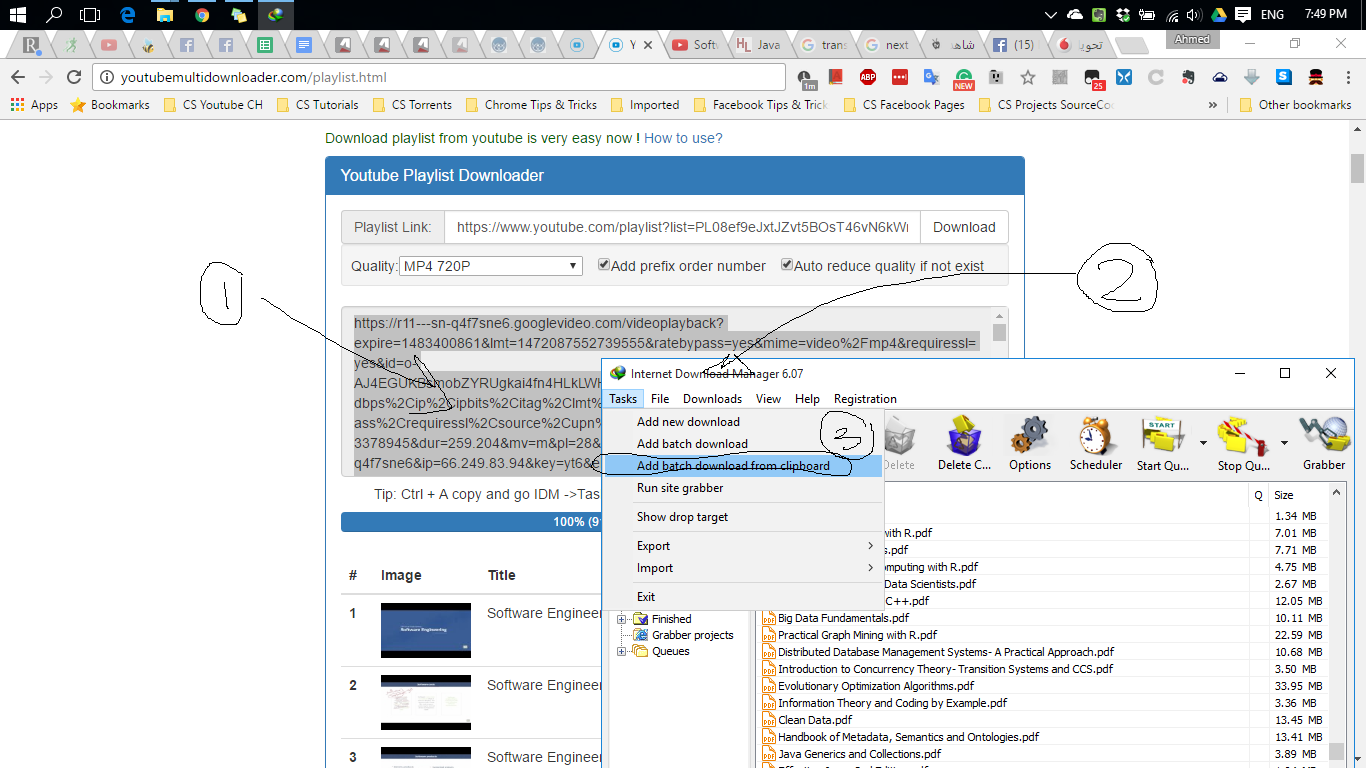 ENG
7:49 PM
Y
Soft
Java
trans
next
شاهد
(15)
تحويا
Ahmed
youtubemultidownloader.com/playlist.html
1m
ABP
NEW
25
Apps
Bookmarks
CS Youtube CH
CS Tutorials
CS Torrents
Chrome Tips & Tricks
Imported
Facebook Tips & Trick
CS Facebook Pages
CS Projects SourceCo
»
Other bookmarks
Download playlist from youtube is very easy now ! How to use?
Youtube Playlist Downloader
Playlist Link:
https://www.youtube.com/playlist?list=PL08ef9eJxtJZvt5BOsT46vN6kW
Download
Quality: MP4 720P
Add prefix order number
Auto reduce quality if not exist
1
2
3
https://r11---sn-q4f7sne6.googlevideo.com/videoplayback?
expire=1483400861&lmt=1472087552739555&ratebypass=yes&mime=video%2Fmp4&requiressl=
yes&id=o-
AJ4EGUKBsmobZYRUgkai4fn4HLkLWH
dbps%2Cip%2Cipbits%2Citag%2Clmt%
ass%2Crequiressl%2Csource%2Cupn%
3378945&dur=259.204&mv=m&pl=28&
q4f7sne6&ip=66.249.83.94&key=yt6&e
Tip: Ctrl + A copy and go IDM ->Tas
100% (9
# Image Title
1 Software Engineer
2 Software Engineer
3 Software Engineer
Internet Download Manager 6.07
Tasks File Downloads View Help Registration
Add new download
Add batch download
Add batch download from clipboard
Run site grabber
Show drop target
Export
Import
Exit
Delete
Delete C...
Options
Scheduler
START
Start Qu...
Stop Qu...
Grabber
Finished
Grabber projects
Queues
Q Size
1.34 MB
with R.pdf 7.01 MB
s.pdf 7.71 MB
omputing with R.pdf 4.75 MB
Data Scientists.pdf 2.67 MB
C++.pdf 12.05 MB
Big Data Fundamentals.pdf 10.11 MB
Practical Graph Mining with R.pdf 22.59 MB
Distributed Database Management Systems- A Practical Approach.pdf 10.68 MB
Introduction to Concurrency Theory- Transition Systems and CCS.pdf 3.50 MB
Evolutionary Optimization Algorithms.pdf 33.95 MB
Information Theory and Coding by Example.pdf 3.36 MB
Clean Data.pdf 13.45 MB
Handbook of Metadata, Semantics and Ontologies.pdf 13.41 MB
Java Generics and Collections.pdf 3.89 MB